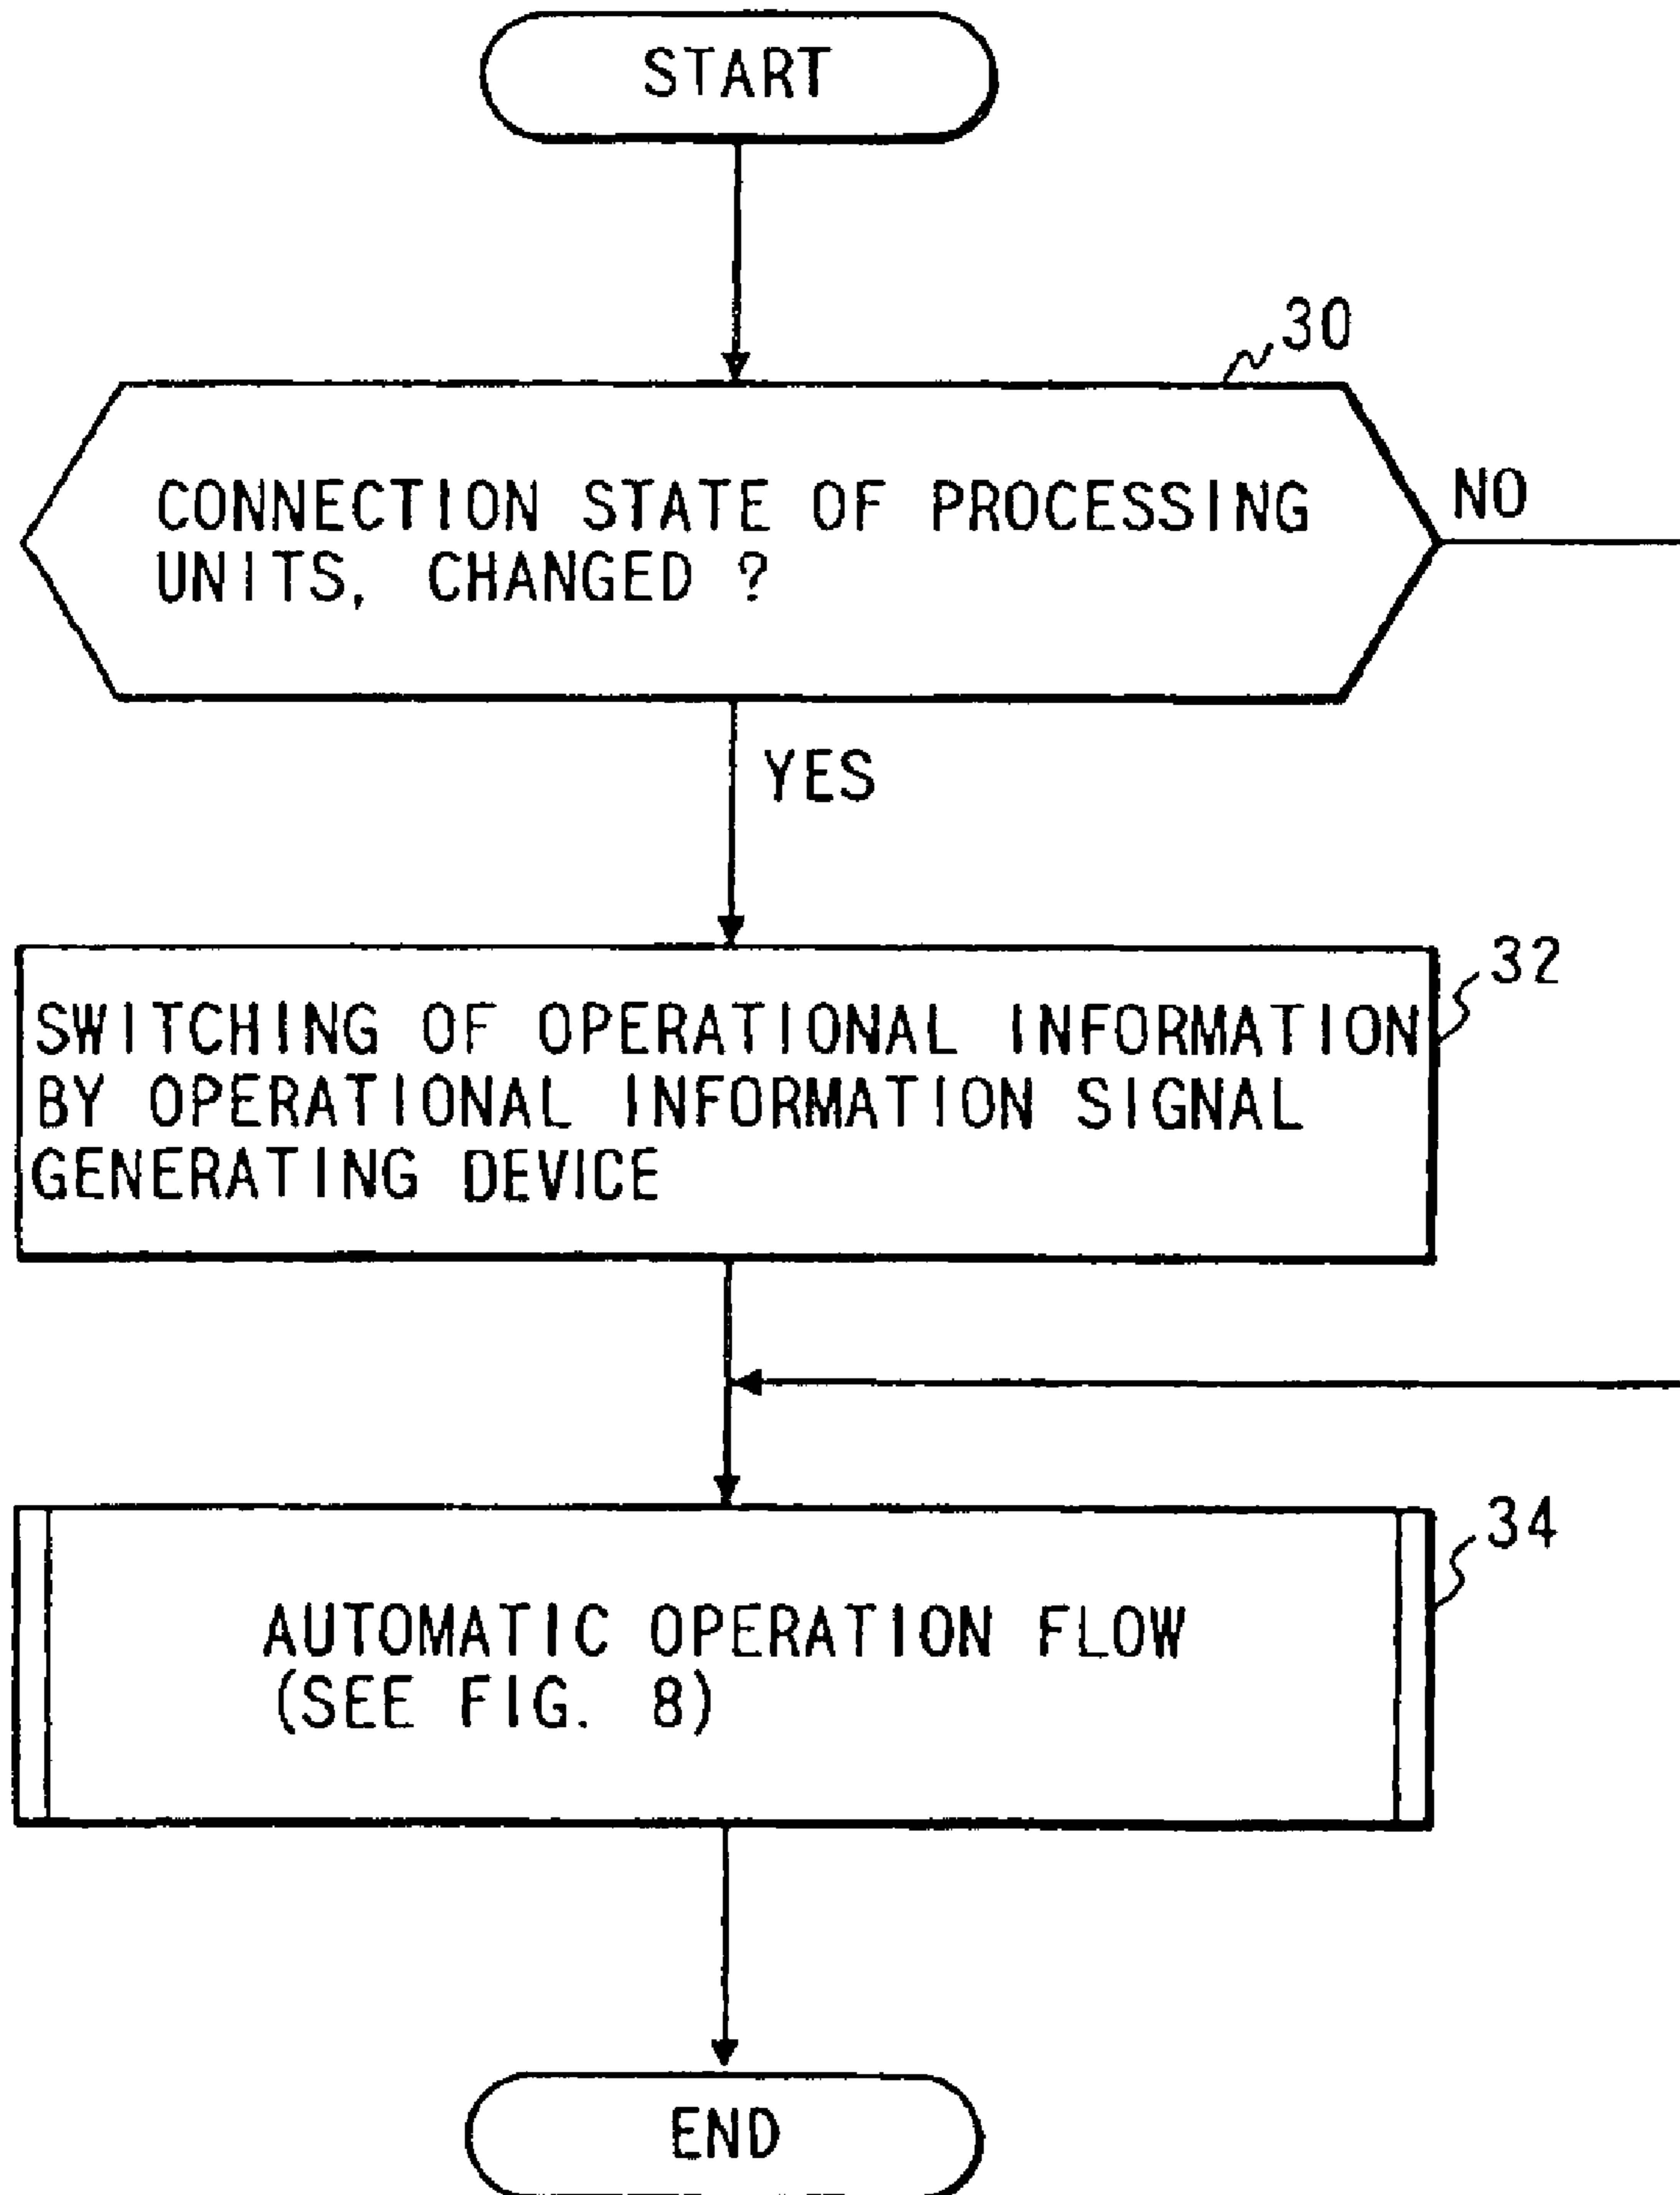 START
30
CONNECTION STATE OF PROCESSING
UNITS, CHANGED ?
NO
YES
32
SWITCHING OF OPERATIONAL INFORMATION
BY OPERATIONAL INFORMATION SIGNAL
GENERATING DEVICE
34
AUTOMATIC OPERATION FLOW
(SEE FIG. 8)
END